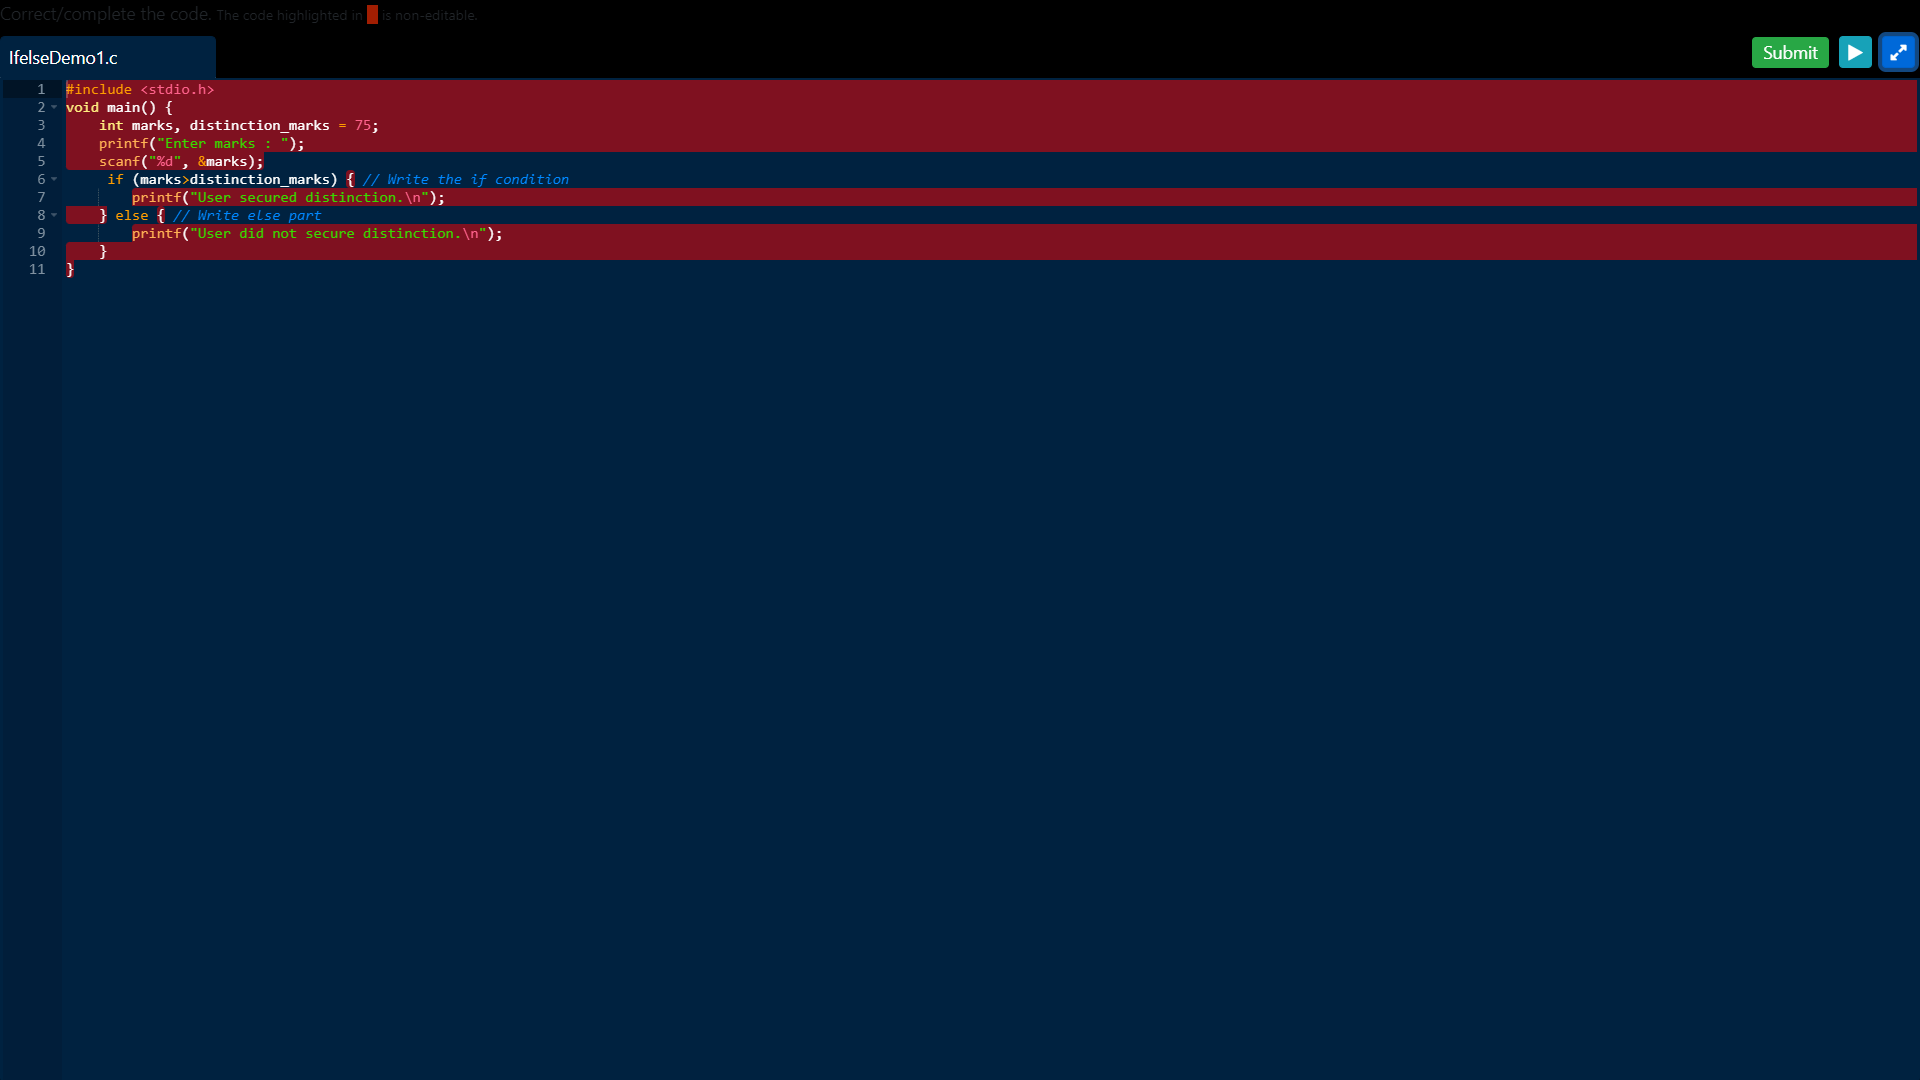 Correct/complete the code. The code highlighted in is non-editable.
IfelseDemo1.c
Submit
1 #include <stdio.h>
2 void main() {
3 int marks, distinction_marks = 75;
4 printf("Enter marks : ");
5 scanf("%d", &marks);
6 if (marks>distinction_marks) { // Write the if condition
7 printf("User secured distinction.\n");
8 } else { // Write else part
9 printf("User did not secure distinction.\n");
10 }
11 }